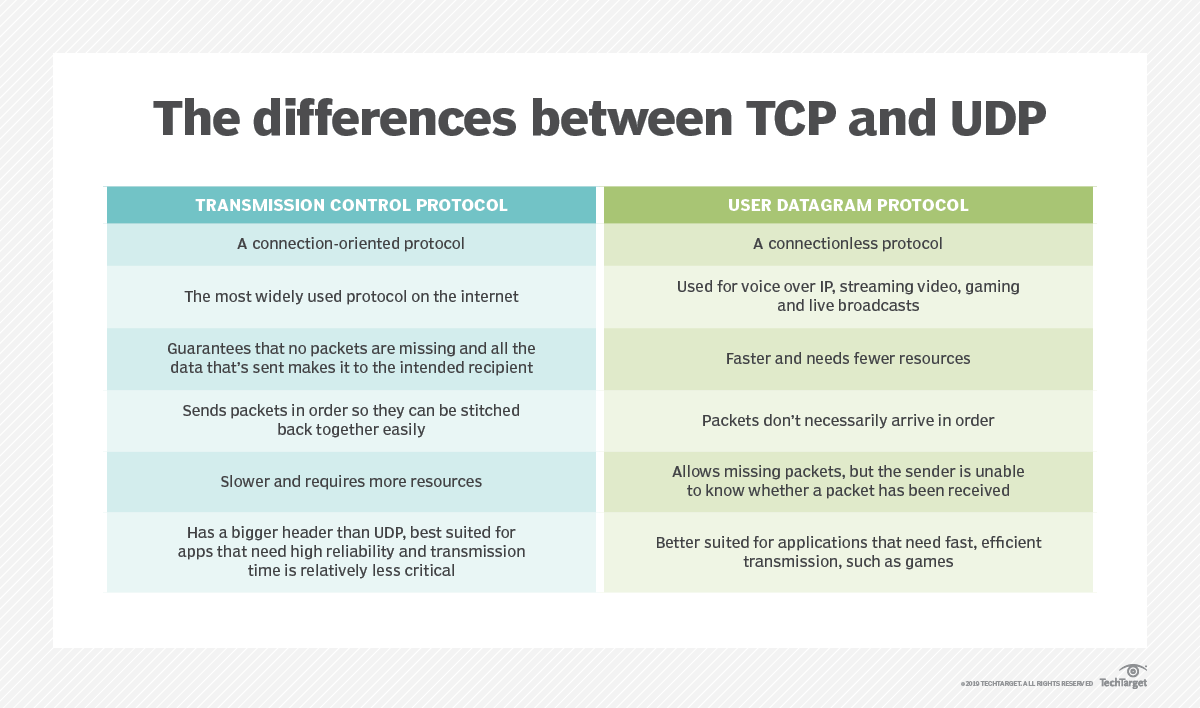 The differences between TCP and UDP
TRANSMISSION CONTROL PROTOCOL
USER DATAGRAM PROTOCOL
A connection-oriented protocol
A connectionless protocol
The most widely used protocol on the internet
Used for voice over IP, streaming video, gaming
and live broadcasts
Guarantees that no packets are missing and all the
data that's sent makes it to the intended recipient
Faster and needs fewer resources
Sends packets in order so they can be stitched
back together easily
Packets don't necessarily arrive in order
Slower and requires more resources
Allows missing packets, but the sender is unable
to know whether a packet has been received
Has a bigger header than UDP, best suited for
apps that need high reliability and transmission
time is relatively less critical
Better suited for applications that need fast, efficient
transmission, such as games
©2019 TECHTARGET. ALL RIGHTS RESERVED
TechTarget